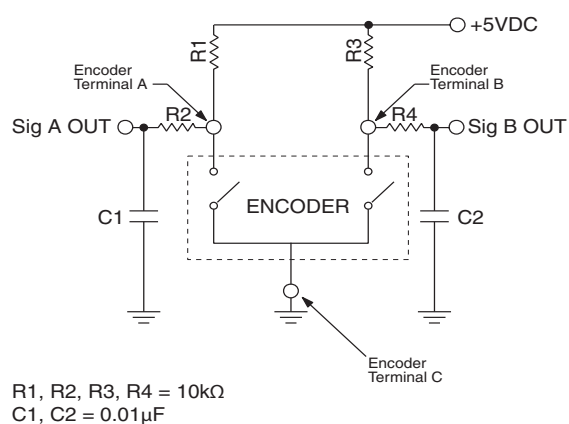 +5VDC
R1
R3
Encoder
Terminal A
Encoder
Terminal B
R2
R4
Sig A OUT
Sig B OUT
ENCODER
C1
C2
Encoder
Terminal C
R1, R2, R3, R4 = 10kΩ
C1, C2 = 0.01µF